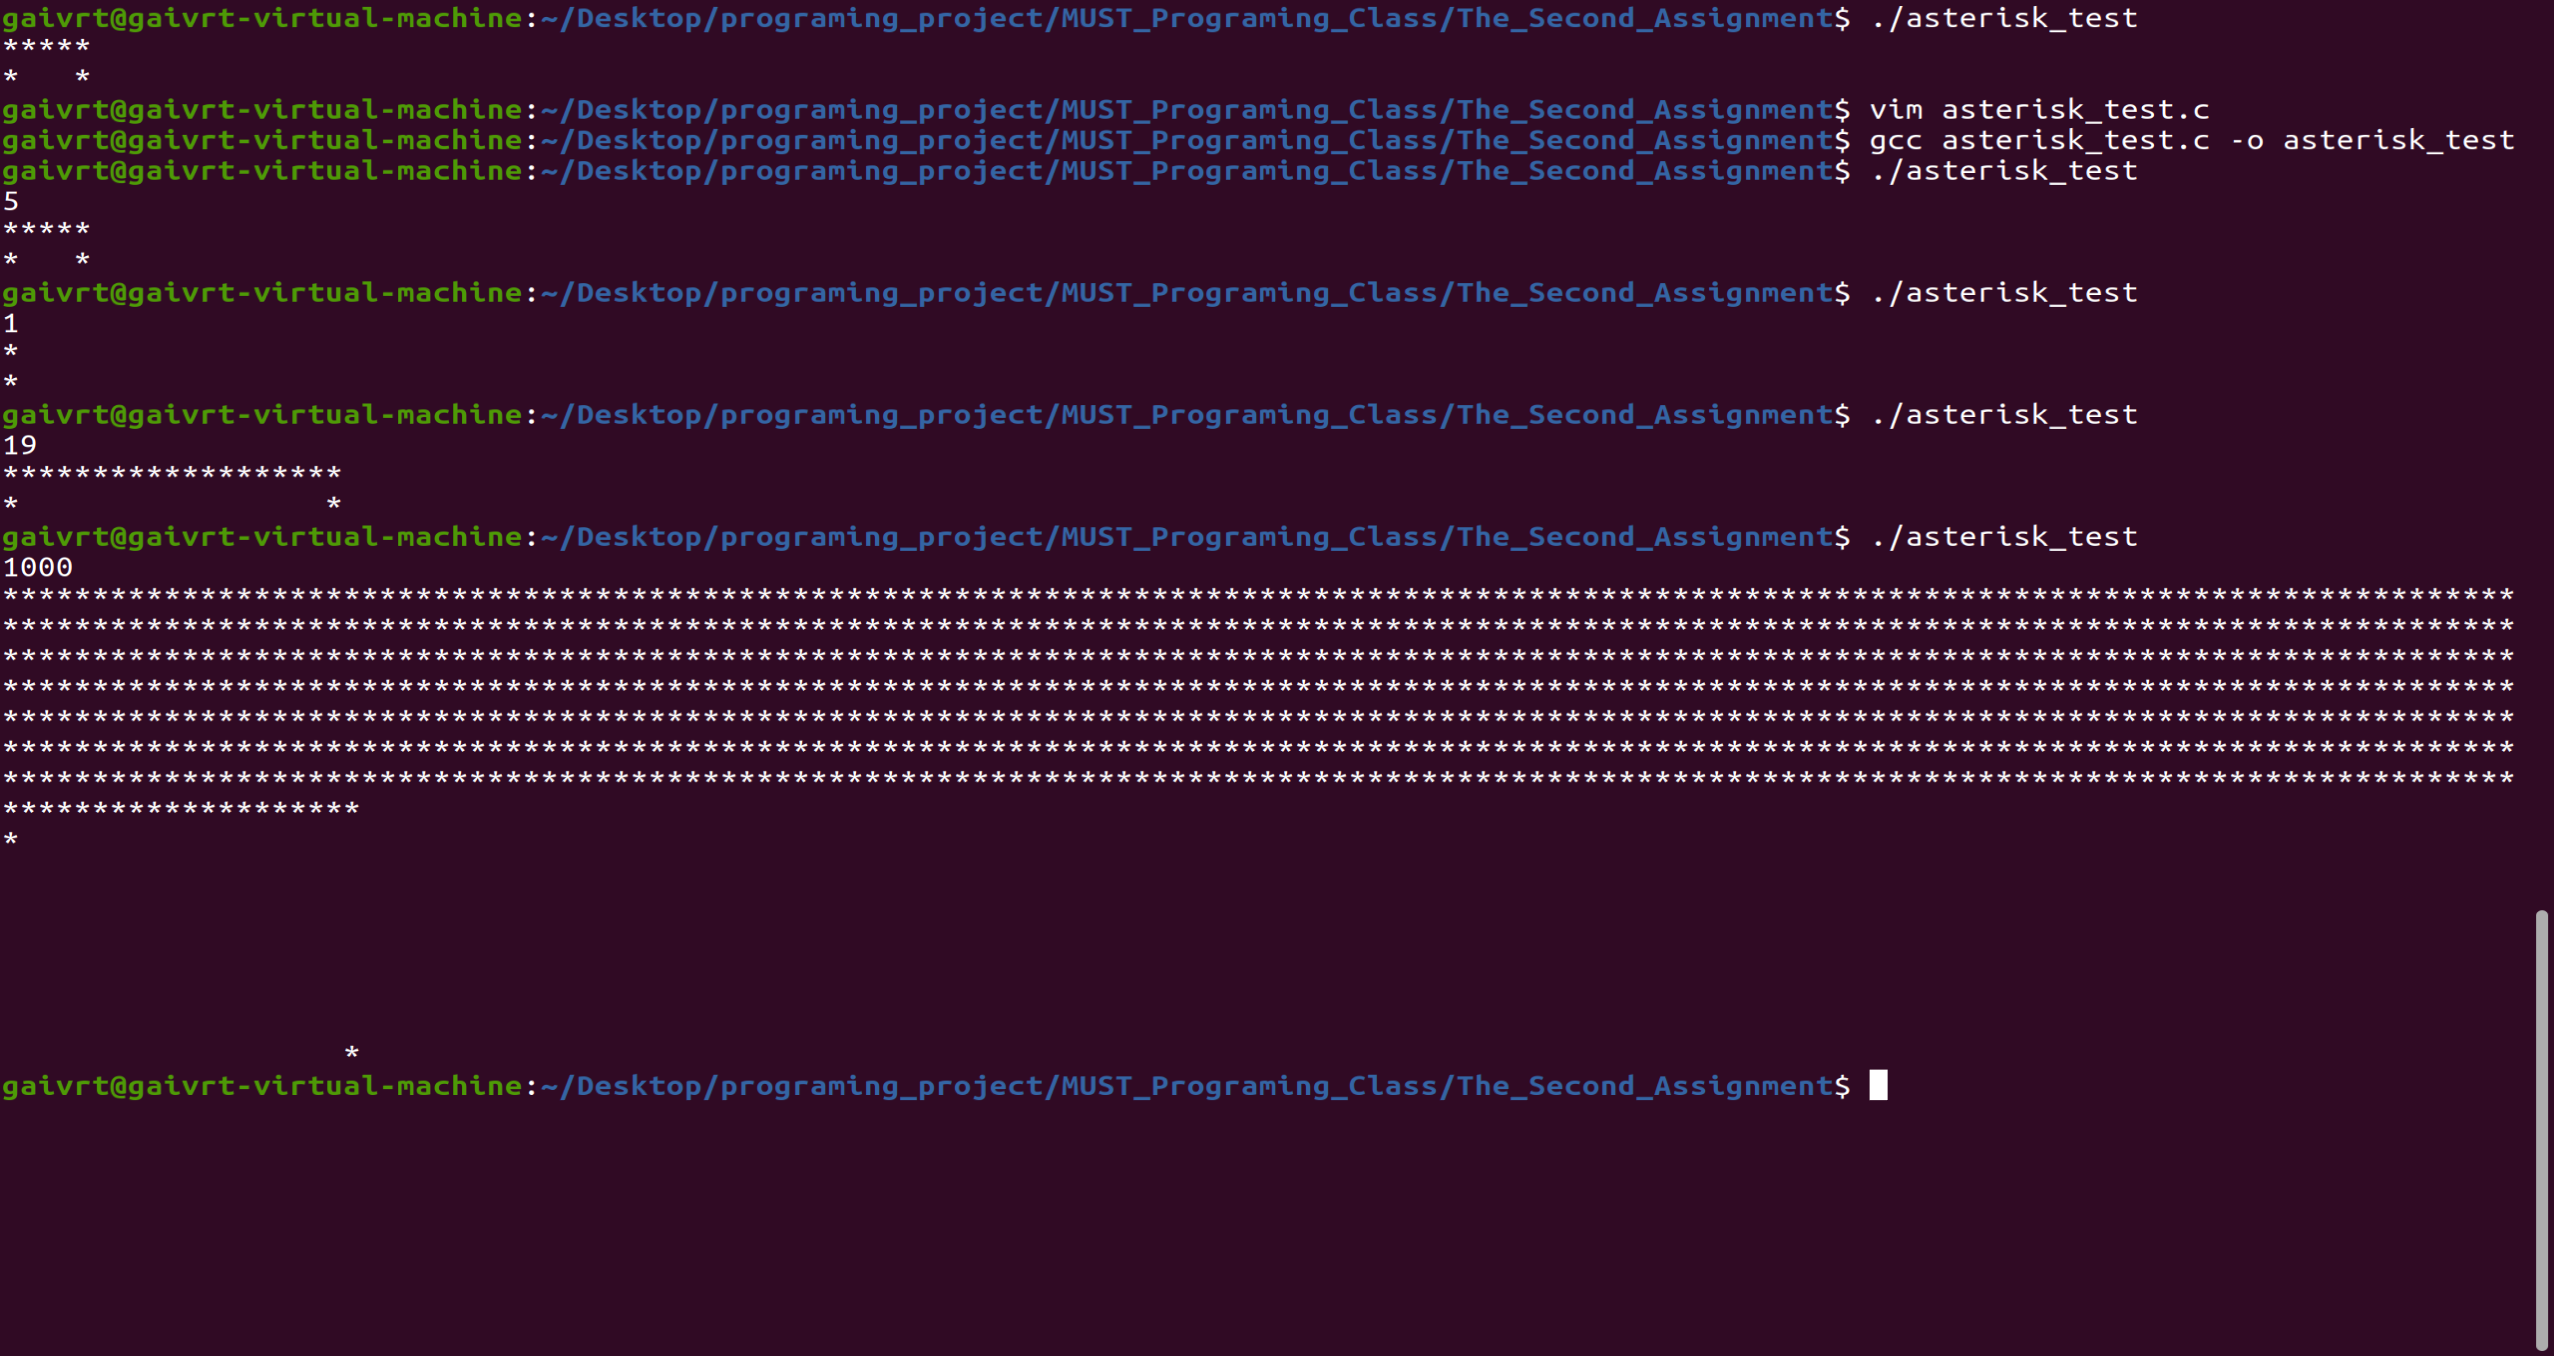 gaivrt@gaivrt-virtual-machine:~/Desktop/programing_project/MUST_Programing_Class/The_Second_Assignment$ ./asterisk_test
*****
*   *
gaivrt@gaivrt-virtual-machine:~/Desktop/programing_project/MUST_Programing_Class/The_Second_Assignment$ vim asterisk_test.c
gaivrt@gaivrt-virtual-machine:~/Desktop/programing_project/MUST_Programing_Class/The_Second_Assignment$ gcc asterisk_test.c -o asterisk_test
gaivrt@gaivrt-virtual-machine:~/Desktop/programing_project/MUST_Programing_Class/The_Second_Assignment$ ./asterisk_test
5
*****
*   *
gaivrt@gaivrt-virtual-machine:~/Desktop/programing_project/MUST_Programing_Class/The_Second_Assignment$ ./asterisk_test
1
*
*
gaivrt@gaivrt-virtual-machine:~/Desktop/programing_project/MUST_Programing_Class/The_Second_Assignment$ ./asterisk_test
19
*******************
*                 *
gaivrt@gaivrt-virtual-machine:~/Desktop/programing_project/MUST_Programing_Class/The_Second_Assignment$ ./asterisk_test
1000
********************************************************************************************************************************************
********************************************************************************************************************************************
********************************************************************************************************************************************
********************************************************************************************************************************************
********************************************************************************************************************************************
********************************************************************************************************************************************
********************************************************************************************************************************************
********************
*
                   *
gaivrt@gaivrt-virtual-machine:~/Desktop/programing_project/MUST_Programing_Class/The_Second_Assignment$